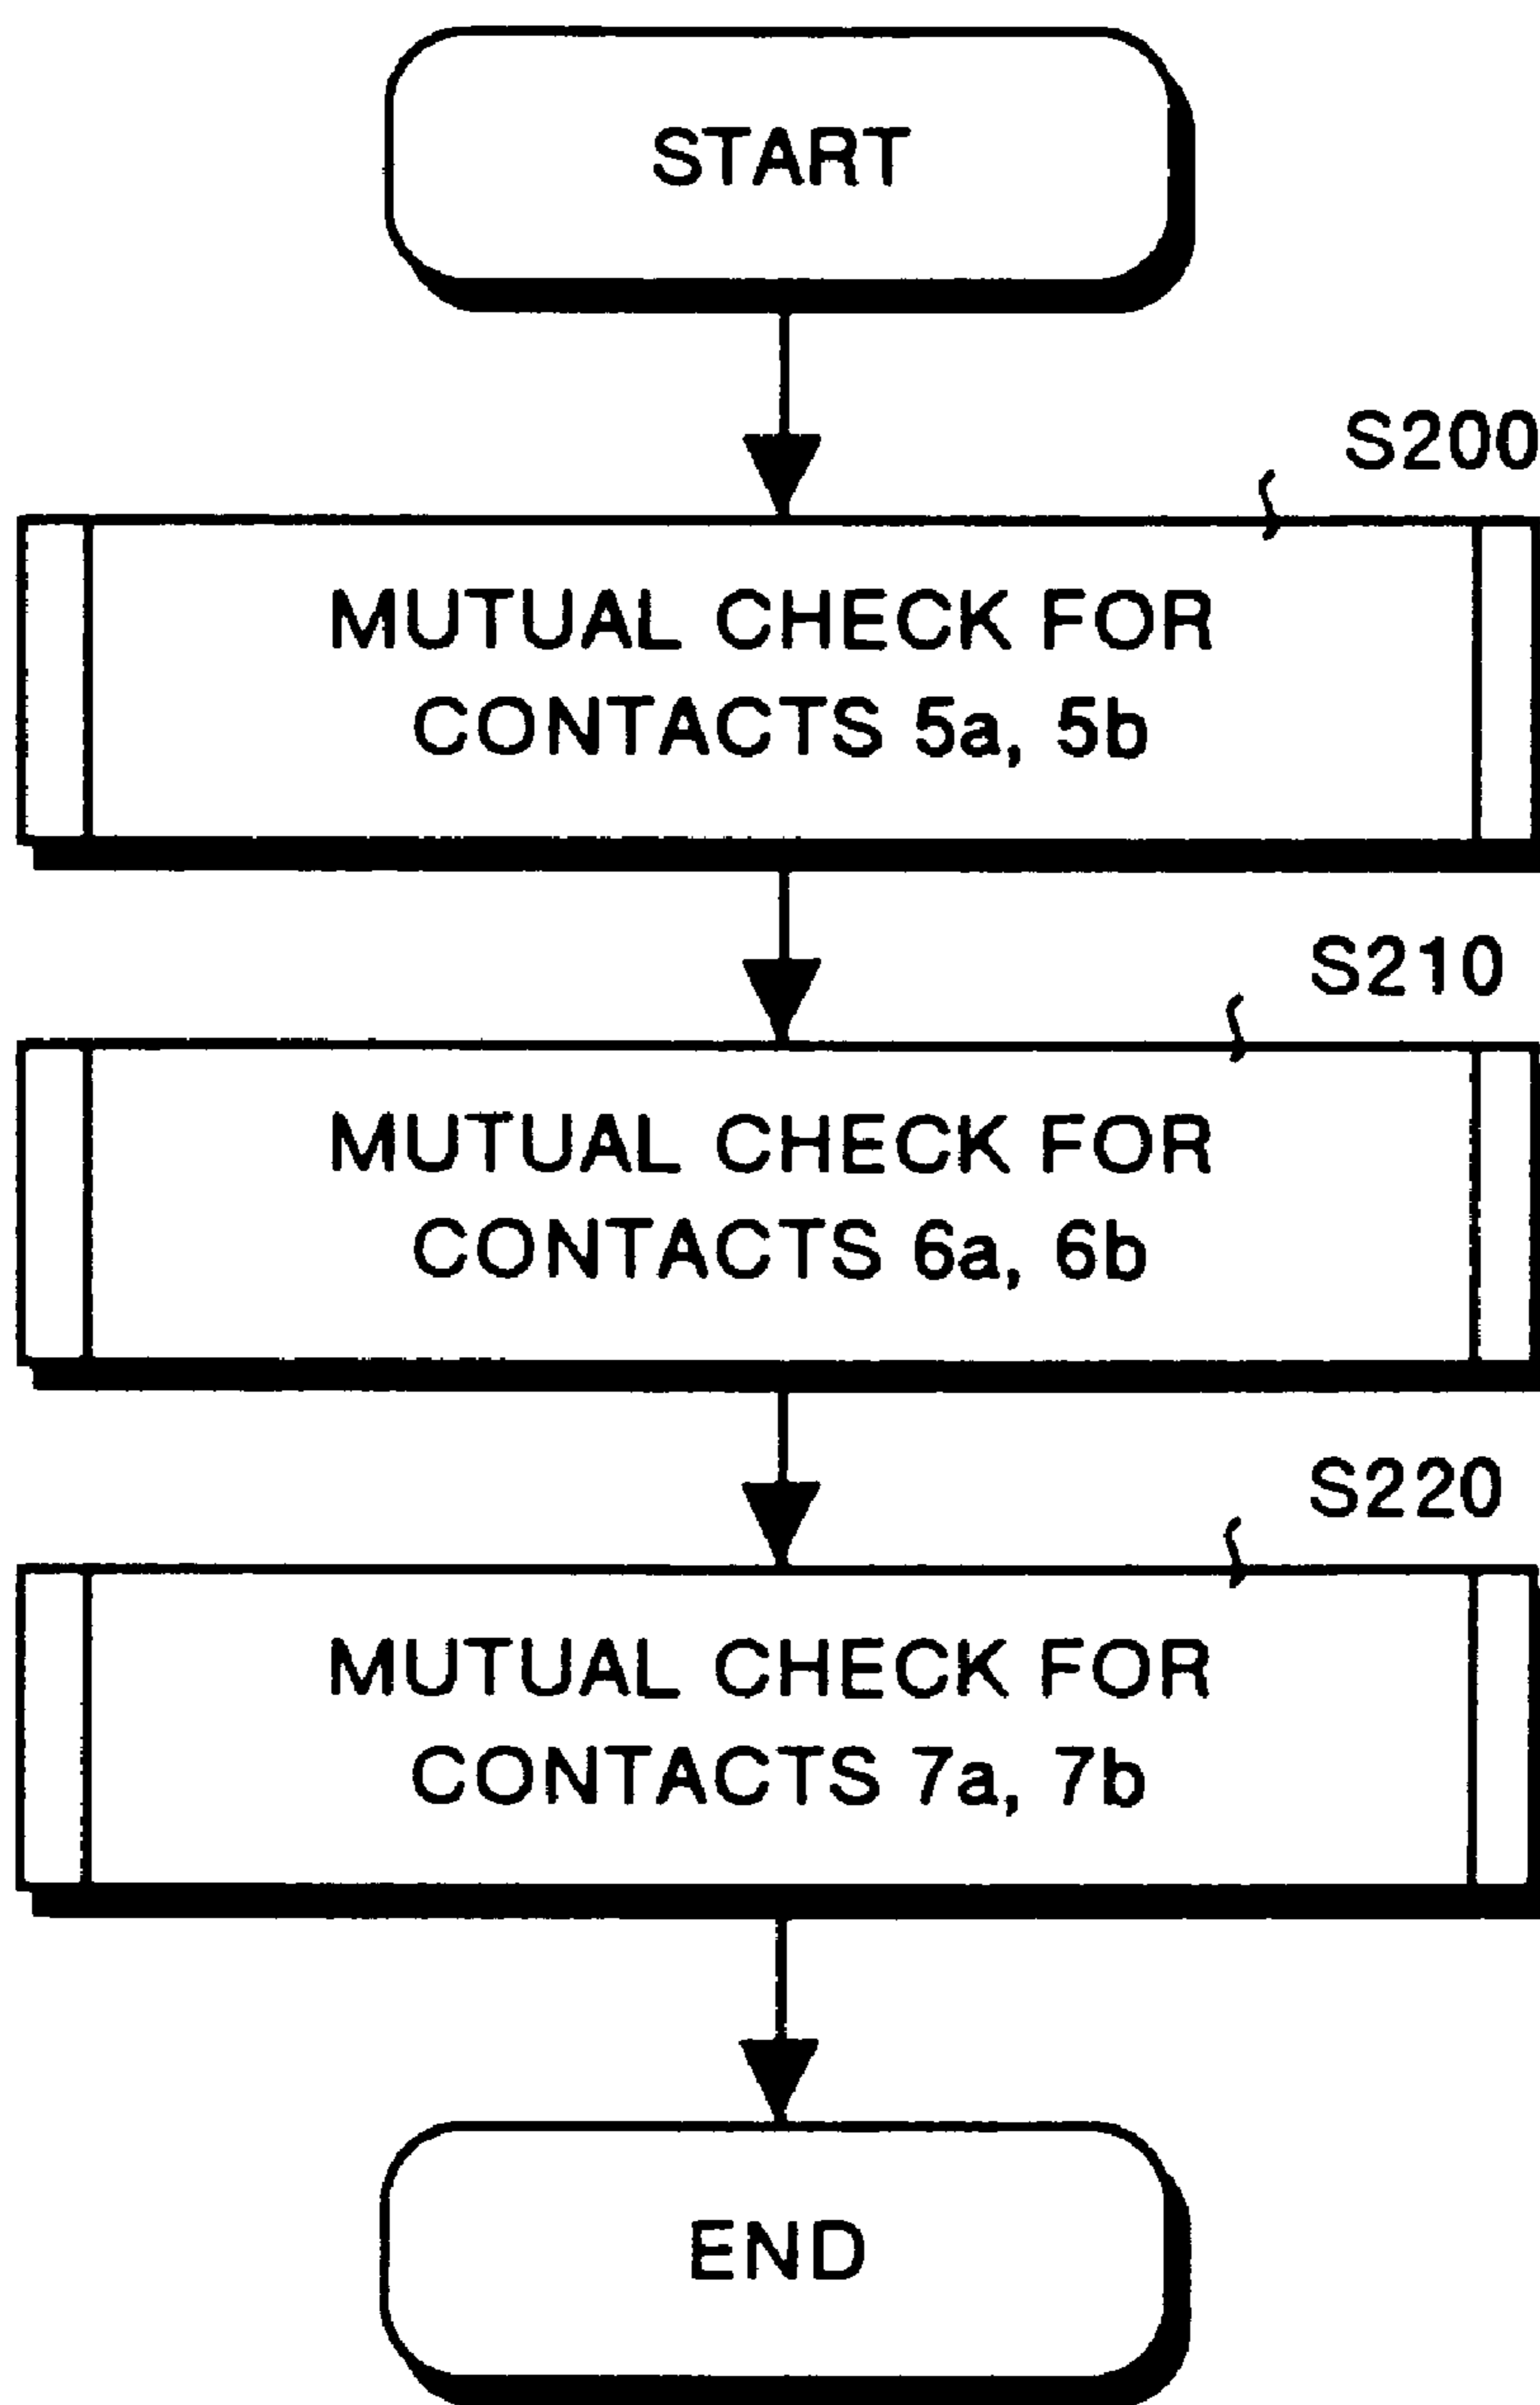 START
S200
MUTUAL CHECK FOR
CONTACTS 5a, 5b
S210
MUTUAL CHECK FOR
CONTACTS 6a, 6b
S220
MUTUAL CHECK FOR
CONTACTS 7a, 7b
END